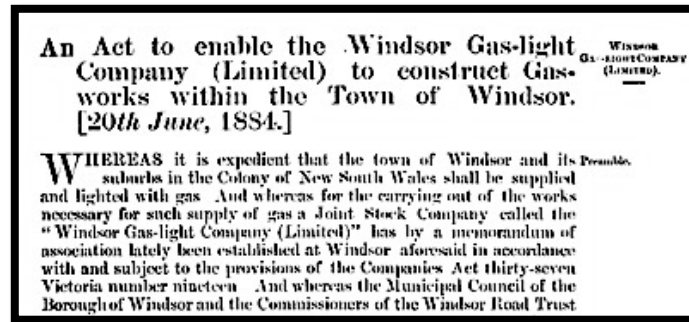 An Act to enable the Windsor Gas-light
Company (Limited) to construct Gas-
works within the Town of Windsor.
[20th June, 1884.]
WINDSOR
GAS-LIGHT COMPANY
(LIMITED).
WHEREAS it is expedient that the town of Windsor and its
suburbs in the Colony of New South Wales shall be supplied
and lighted with gas And whereas for the carrying out of the works
necessary for such supply of gas a Joint Stock Company called the
"Windsor Gas-light Company (Limited)" has by a memorandum of
association lately been established at Windsor aforesaid in accordance
with and subject to the provisions of the Companies Act thirty-seven
Victoria number nineteen And whereas the Municipal Council of the
Borough of Windsor and the Commissioners of the Windsor Road Trust
Preamble.